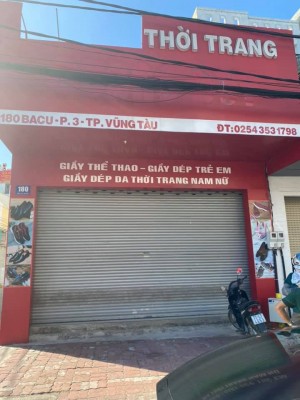 THỜI TRANG
180 BACU - P. 3 - TP. VŨNG TÀU ĐT: 0254 3531798
GIẦY THỂ THAO - GIẦY DÉP TRẺ EM
GIẦY DÉP DA THỜI TRANG NAM NỮ
180